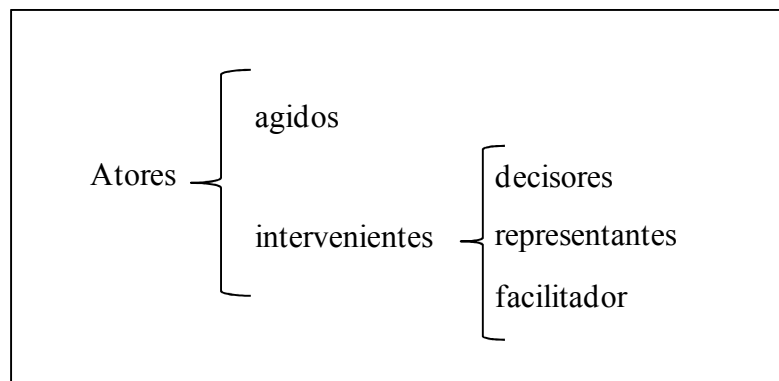 agidos
Atores
decisores
intervenientes
representantes
facilitador